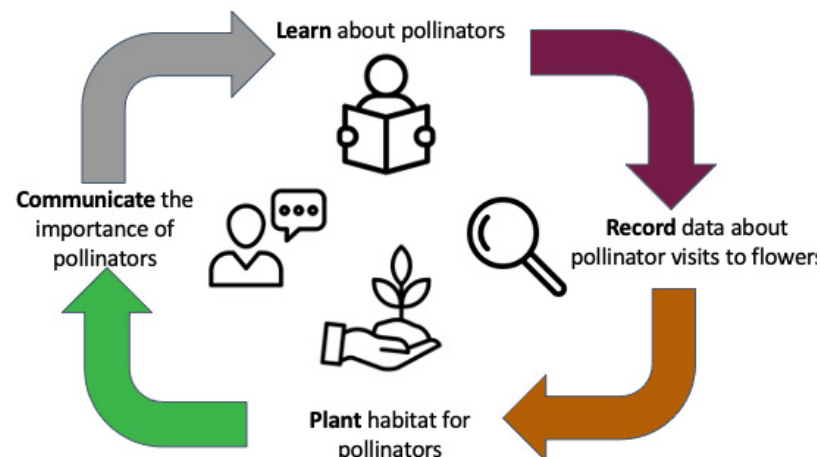 Learn about pollinators
Communicate the
importance of
pollinators
Record data about
pollinator visits to flowers
Plant habitat for
pollinators